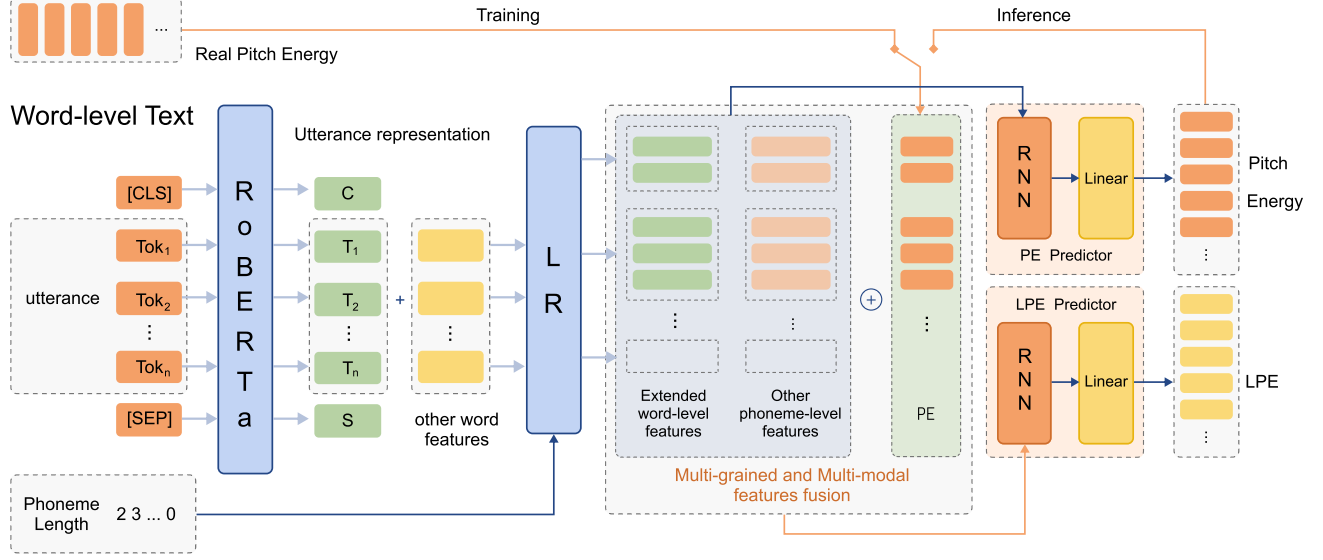 Training
Inference
...
Real Pitch Energy
Word-level Text
Utterance representation
[CLS]
Tok1
utterance
Tok2
⋮
Tokn
[SEP]
R
o
B
E
R
T
a
C
T1
T2
⋮
Tn
S
+
⋮
other word
features
L
R
⋮
Extended
word-level
features
⋮
Other
phoneme-level
features
+
⋮
PE
Multi-grained and Multi-modal
features fusion
R
N
N
Linear
PE Predictor
Pitch
Energy
⋮
LPE Predictor
R
N
N
Linear
LPE
⋮
Phoneme
Length
2 3 ... 0